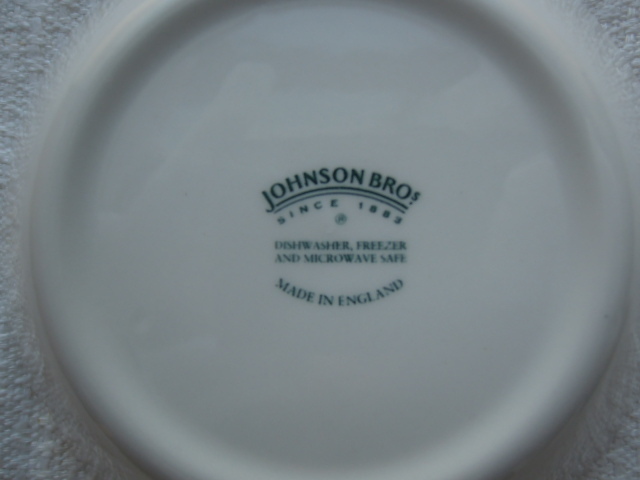 JOHNSON BROS.
SINCE 1883
®
DISHWASHER, FREEZER
AND MICROWAVE SAFE
MADE IN ENGLAND